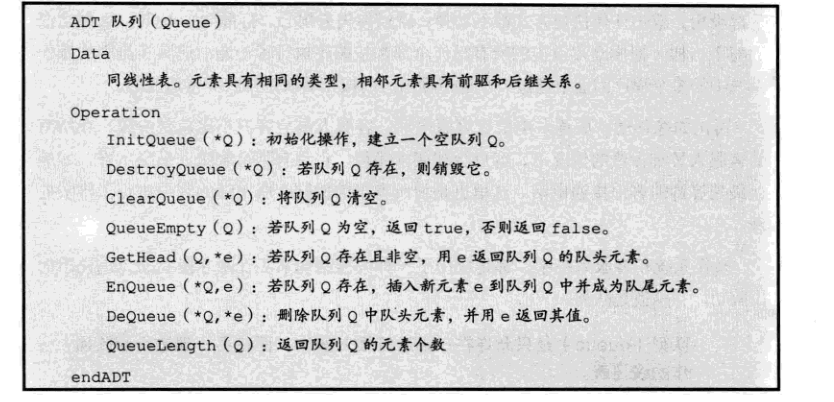 ADT 队列(Queue)
Data
同线性表。元素具有相同的类型，相邻元素具有前驱和后继关系。
Operation
InitQueue(*Q)：初始化操作，建立一个空队列 Q。
DestroyQueue(*Q)：若队列 Q 存在，则销毁它。
ClearQueue(*Q)：将队列 Q 清空。
QueueEmpty(Q)：若队列 Q 为空，返回 true，否则返回 false。
GetHead(Q,*e)：若队列 Q 存在且非空，用 e 返回队列 Q 的队头元素。
EnQueue(*Q,e)：若队列 Q 存在，插入新元素 e 到队列 Q 中并成为队尾元素。
DeQueue(*Q,*e)：删除队列 Q 中队头元素，并用 e 返回其值。
QueueLength(Q)：返回队列 Q 的元素个数
endADT